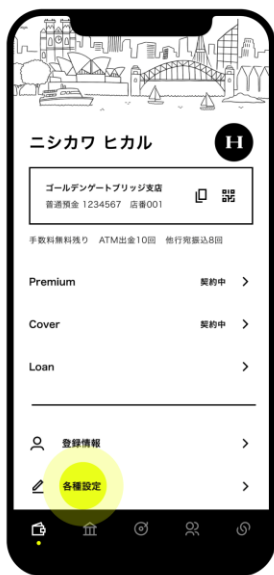 ニシカワ ヒカル
H
ゴールデンゲートブリッジ支店
普通預金 1234567 店番001
手数料無料残り ATM出金10回 他行宛振込8回
Premium 契約中
Cover 契約中
Loan
登録情報
各種設定